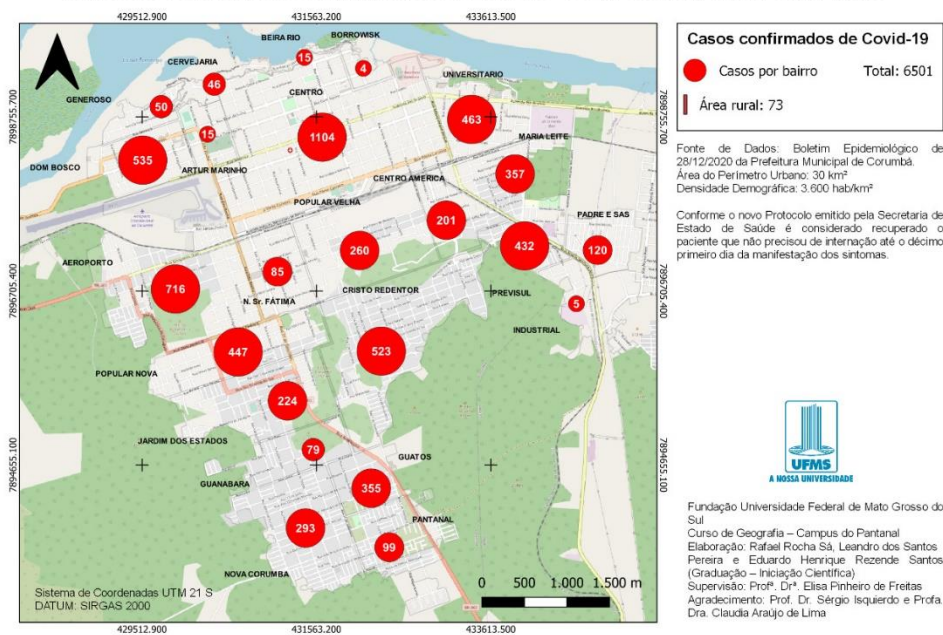 429512.900 431563.200 433613.500
BEIRA RIO BORROWISK
CERVEJARIA 15
46 4
GENEROSO UNIVERSITARIO
50 CENTRO
7898755.700 15 1104 463 7898755.700
535 MARIA LEITE
DOM BOSCO ARTUR MARINHO
CENTRO AMERICA 357
POPULAR VELHA
201 PADRE E SAS
260 432 120
AEROPORTO 85
716 N. Sr. FÁTIMA CRISTO REDENTOR PREVISUL
7896705.400 5 7896705.400
INDUSTRIAL
447 523
POPULAR NOVA
224
JARDIM DOS ESTADOS 79
GUATOS
7894655.100 GUANABARA 355 7894655.100
293 PANTANAL
99
NOVA CORUMBA
0 500 1.000 1.500 m
Sistema de Coordenadas UTM 21 S
DATUM: SIRGAS 2000
429512.900 431563.200 433613.500
Casos confirmados de Covid-19
Casos por bairro Total: 6501
Área rural: 73
Fonte de Dados: Boletim Epidemiológico de
28/12/2020 da Prefeitura Municipal de Corumbá.
Área do Perímetro Urbano: 30 km²
Densidade Demográfica: 3.600 hab/km²
Conforme o novo Protocolo emitido pela Secretaria de
Estado de Saúde é considerado recuperado o
paciente que não precisou de internação até o décimo
primeiro dia da manifestação dos sintomas.
UFMS
A NOSSA UNIVERSIDADE
Fundação Universidade Federal de Mato Grosso do
Sul
Curso de Geografia – Campus do Pantanal
Elaboração: Rafael Rocha Sá, Leandro dos Santos
Pereira e Eduardo Henrique Rezende Santos
(Graduação – Iniciação Científica)
Supervisão: Profª. Drª. Elisa Pinheiro de Freitas
Agradecimento: Prof. Dr. Sérgio Isquierdo e Profa.
Dra. Claudia Araújo de Lima